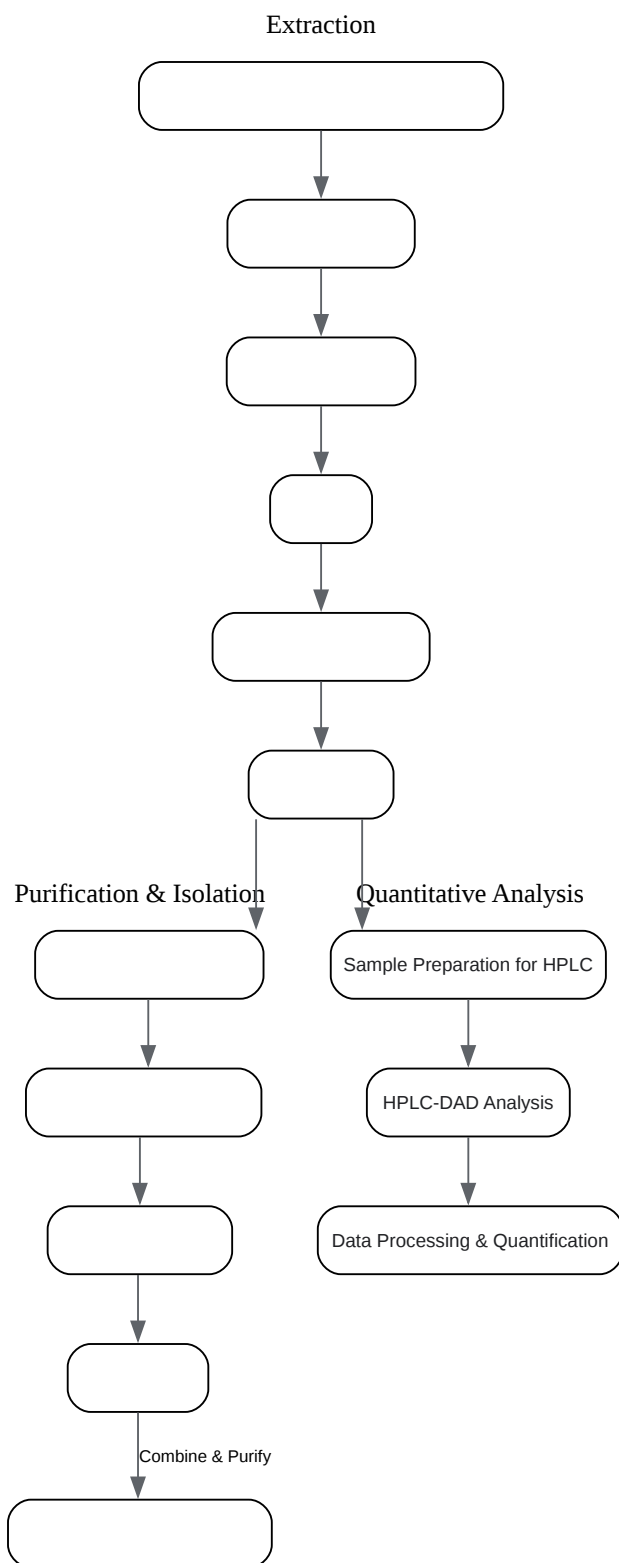 Extraction
Purification & Isolation
Quantitative Analysis
Sample Preparation for HPLC
HPLC-DAD Analysis
Data Processing & Quantification
Combine & Purify